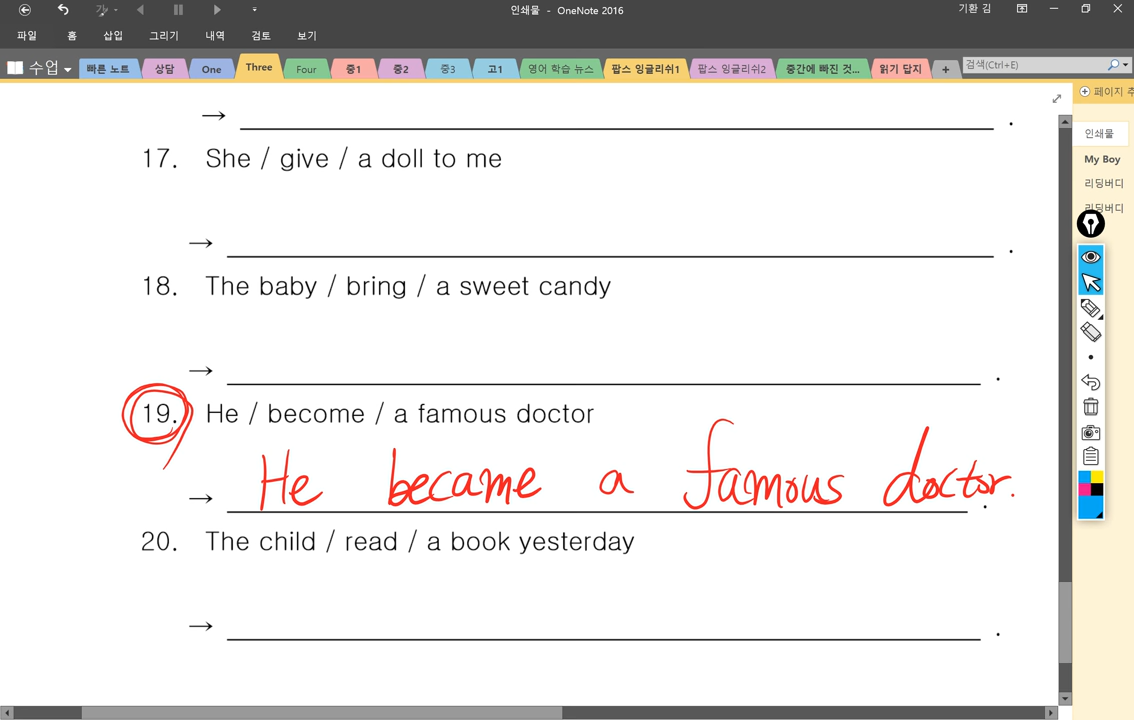 인쇄물 - OneNote 2016
기환 김
파일 홈 삽입 그리기 내역 검토 보기
수업 빠른 노트 상담 One Three Four 중1 중2 중3 고1 영어 학습 뉴스 팝스 잉글리쉬1 팝스 잉글리쉬2 중간에 빠진 것... 읽기 답지 + 검색(Ctrl+E)
페이지 추
인쇄물
My Boy
리딩버디
리딩버디
→ .
17. She / give / a doll to me
→ .
18. The baby / bring / a sweet candy
→ .
19. He / become / a famous doctor
→ He became a famous doctor. .
20. The child / read / a book yesterday
→ .